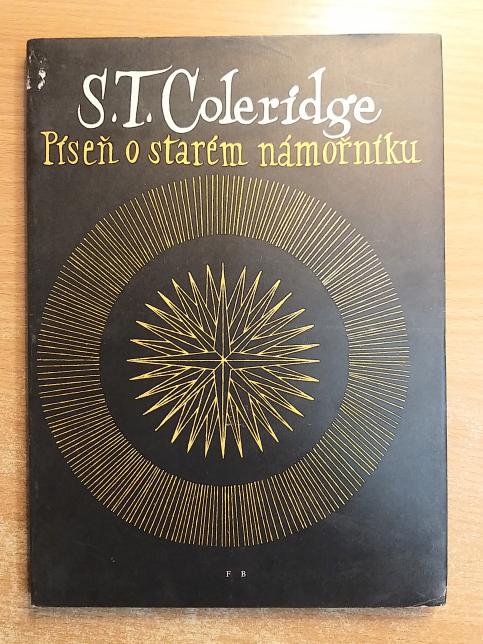 S.T. Coleridge
Píseň o starém námořníku
F B